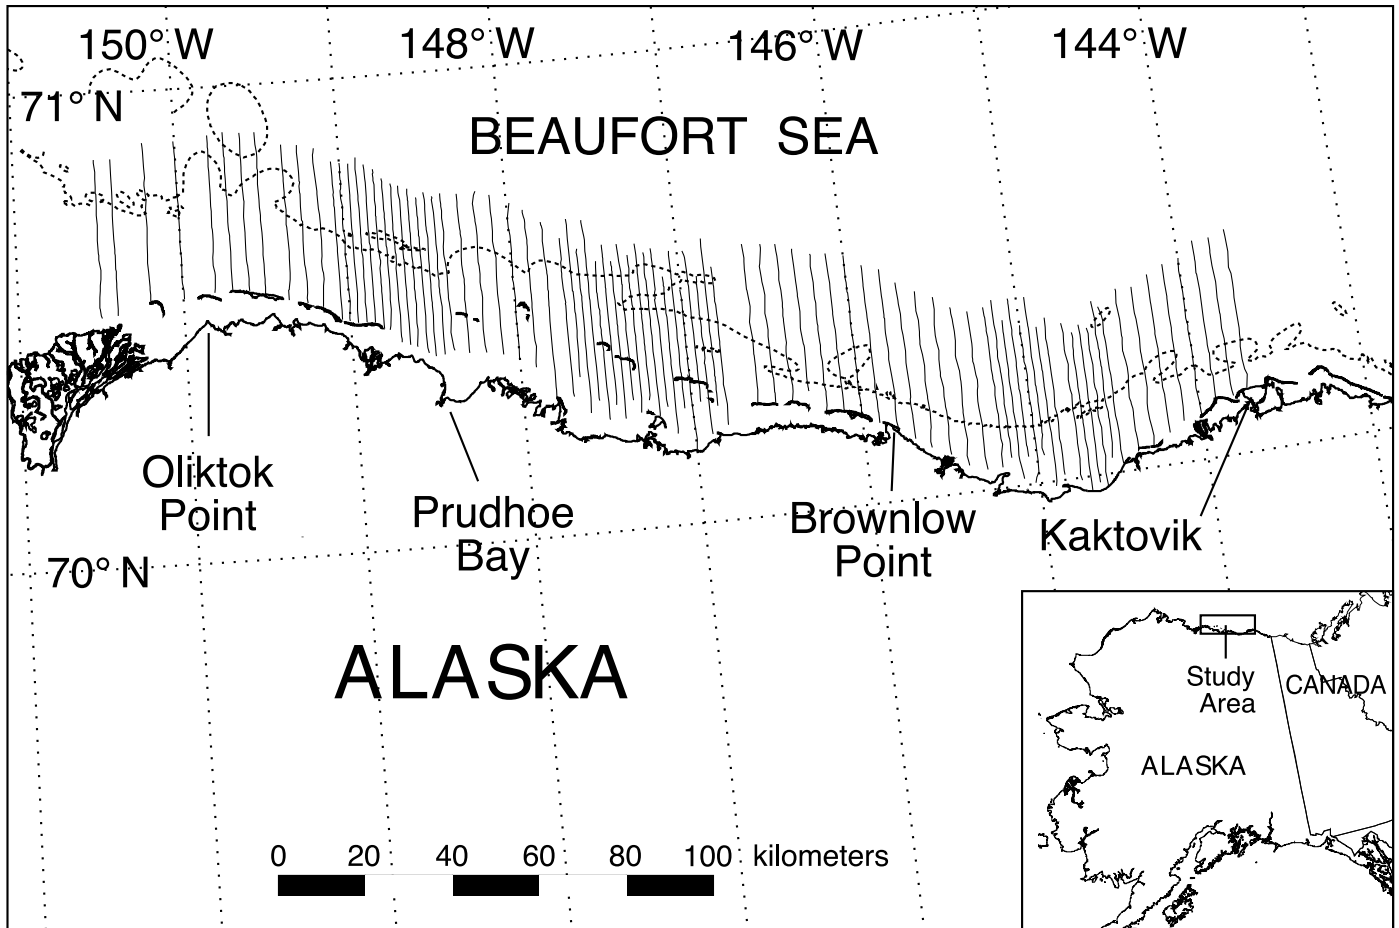 150° W
148° W
146° W
144° W
71° N
BEAUFORT SEA
Oliktok
Point
Prudhoe
Bay
Brownlow
Point
Kaktovik
70° N
ALASKA
Study
Area
CANADA
ALASKA
0 20 40 60 80 100 kilometers